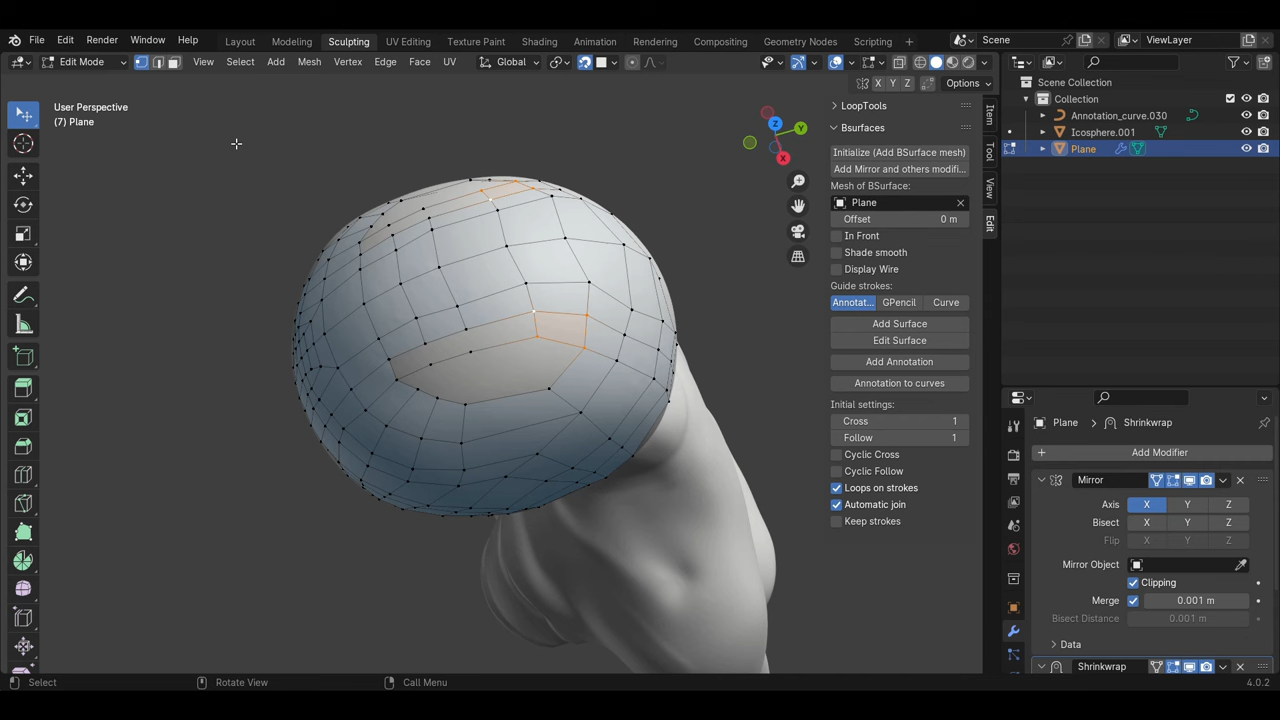 File Edit Render Window Help Layout Modeling Sculpting UV Editing Texture Paint Shading Animation Rendering Compositing Geometry Nodes Scripting + Scene ViewLayer
Edit Mode View Select Add Mesh Vertex Edge Face UV Global
X Y Z Options
User Perspective
(7) Plane
Z
Y
X
LoopTools
Bsurfaces
Initialize (Add BSurface mesh)
Add Mirror and others modifi...
Mesh of BSurface:
Plane
Offset 0 m
In Front
Shade smooth
Display Wire
Guide strokes:
Annotat... GPencil Curve
Add Surface
Edit Surface
Add Annotation
Annotation to curves
Initial settings:
Cross 1
Follow 1
Cyclic Cross
Cyclic Follow
Loops on strokes
Automatic join
Keep strokes
Item
Tool
View
Edit
Scene Collection
Collection
Annotation_curve.030
Icosphere.001
Plane
Plane > Shrinkwrap
+ Add Modifier
Mirror
Axis X Y Z
Bisect X Y Z
Flip X Y Z
Mirror Object
Clipping
Merge 0.001 m
Bisect Distance 0.001 m
Data
Shrinkwrap
Select Rotate View Call Menu 4.0.2